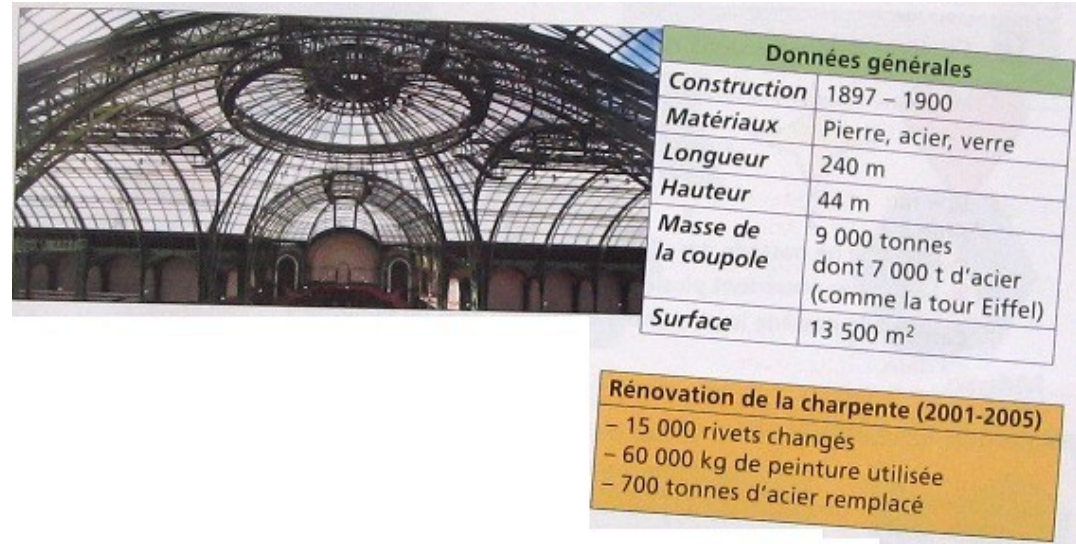 Données générales
Construction 1897 – 1900
Matériaux Pierre, acier, verre
Longueur 240 m
Hauteur 44 m
Masse de la coupole 9 000 tonnes
dont 7 000 t d'acier
(comme la tour Eiffel)
Surface 13 500 m²
Rénovation de la charpente (2001-2005)
– 15 000 rivets changés
– 60 000 kg de peinture utilisée
– 700 tonnes d'acier remplacé